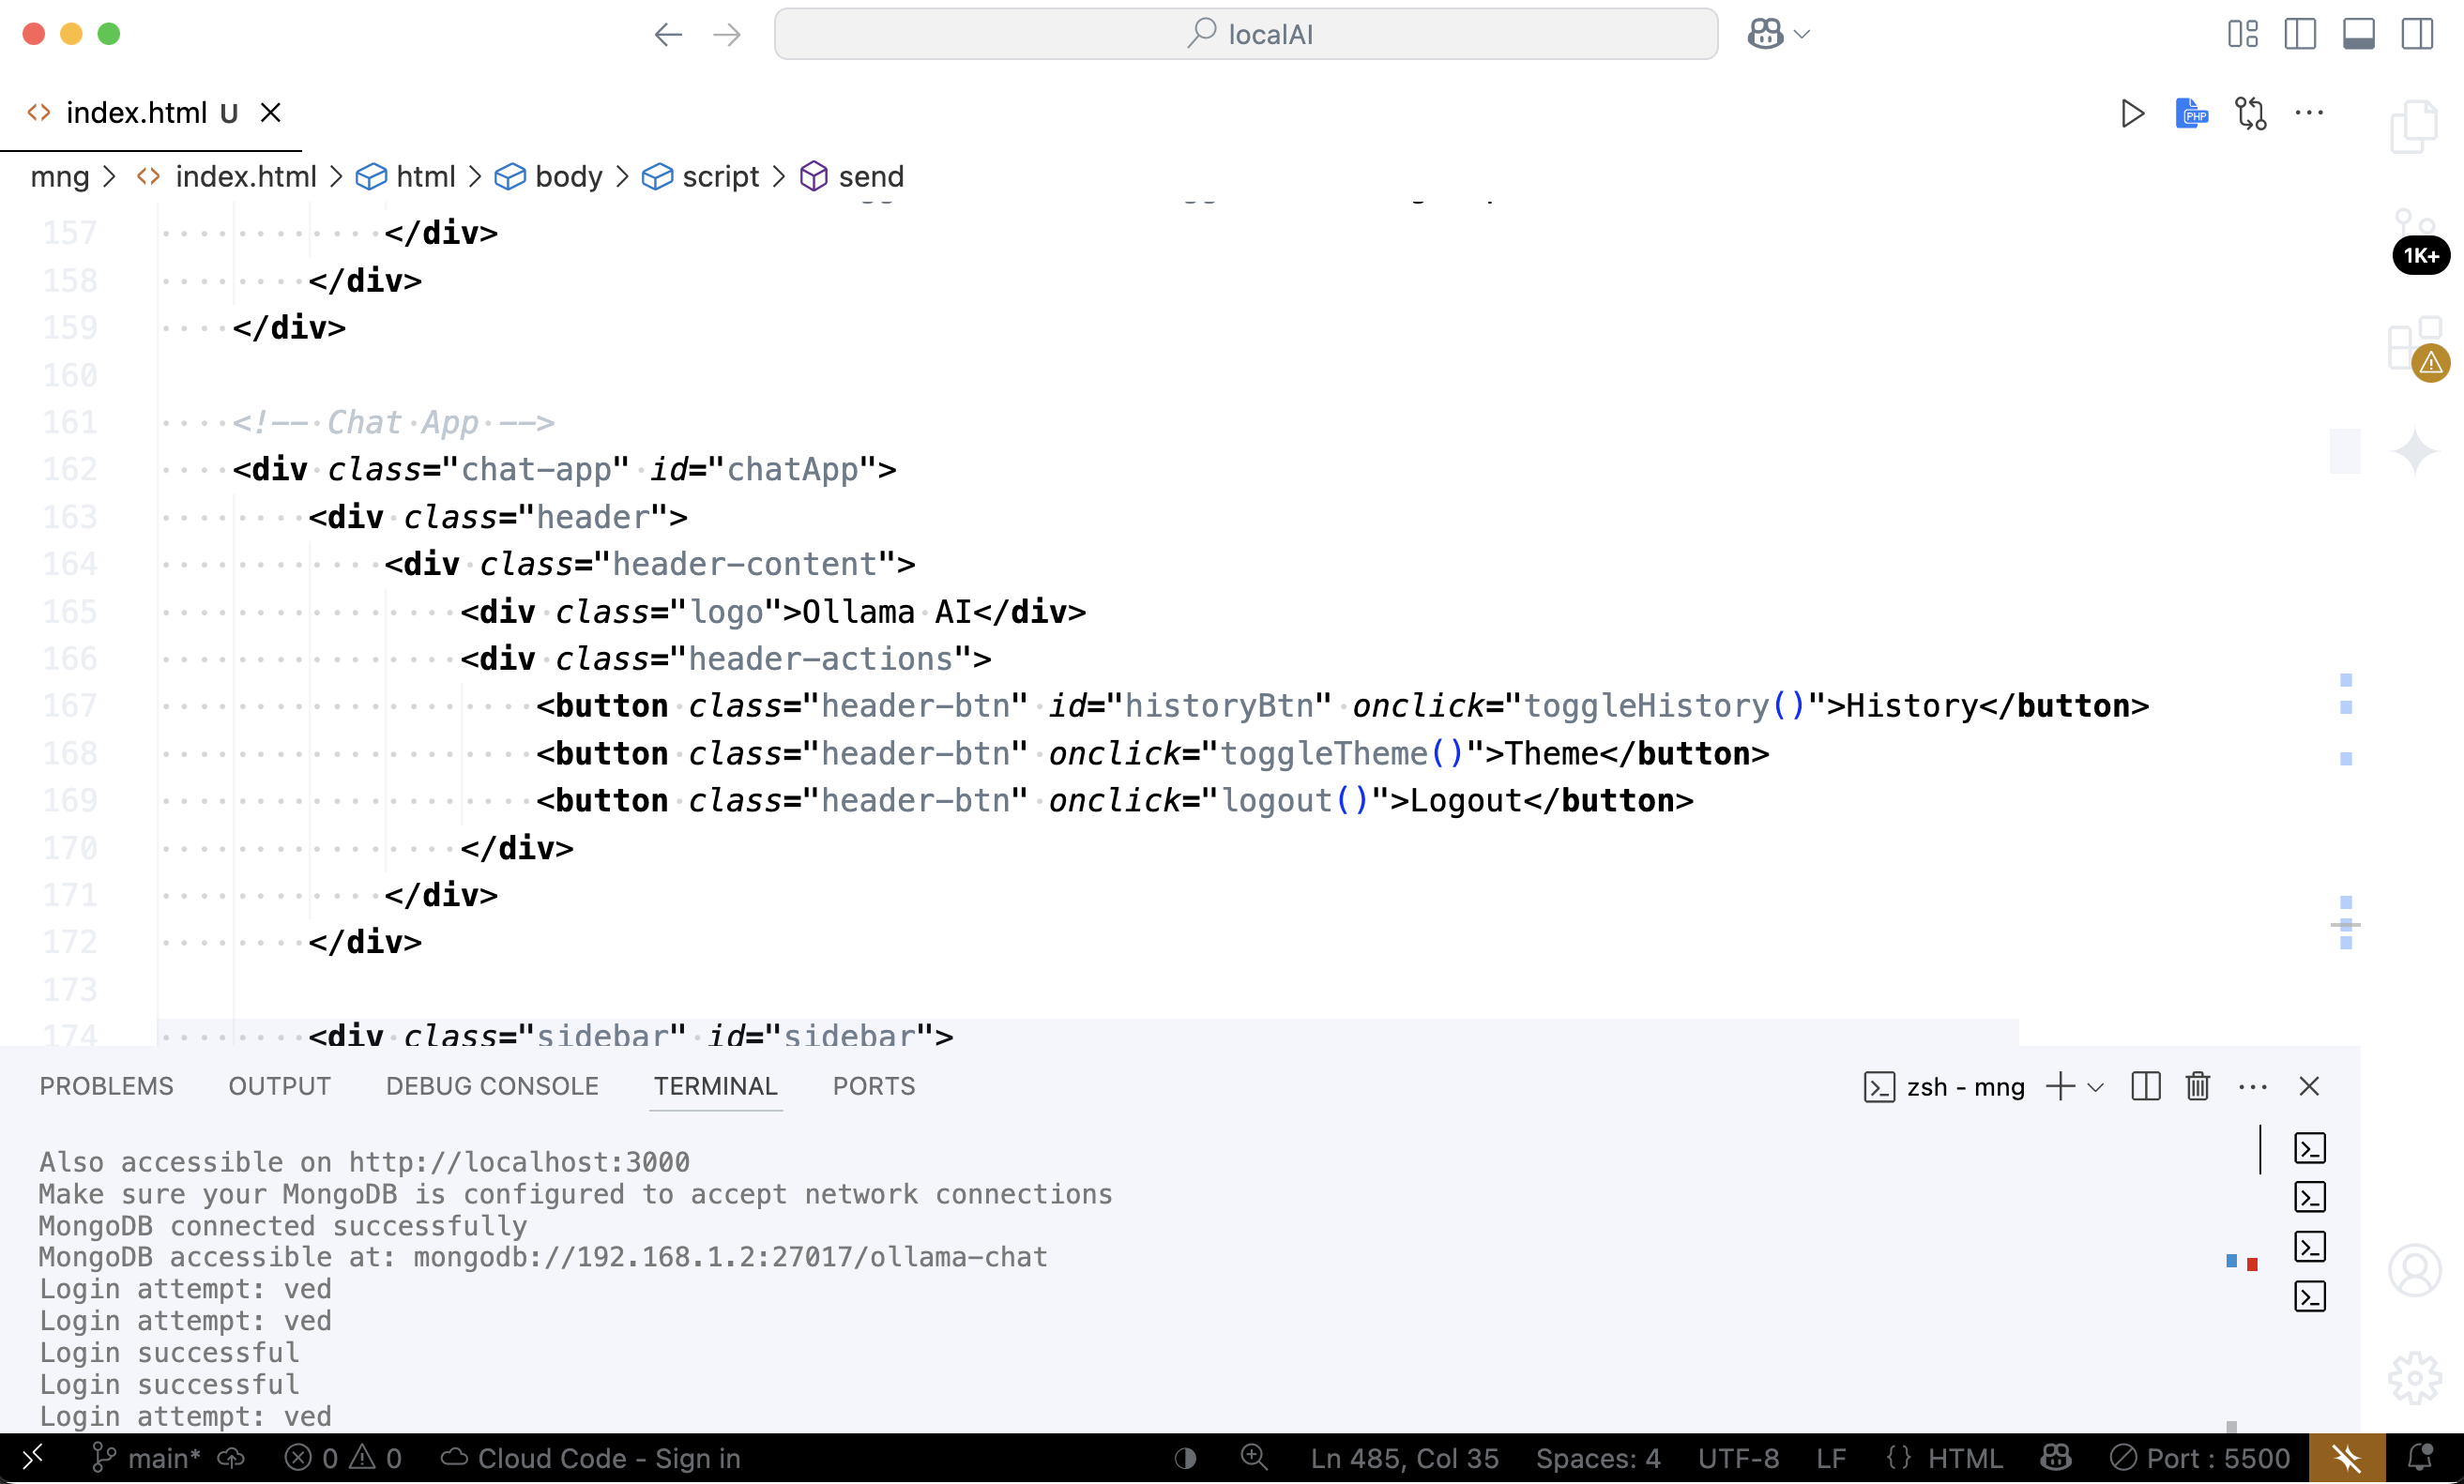 localAI
index.html U
PHP
mng > index.html > html > body > script > send
157 </div>
158 </div>
159 </div>
160
161 <!-- Chat App -->
162 <div class="chat-app" id="chatApp">
163 <div class="header">
164 <div class="header-content">
165 <div class="logo">Ollama AI</div>
166 <div class="header-actions">
167 <button class="header-btn" id="historyBtn" onclick="toggleHistory()">History</button>
168 <button class="header-btn" onclick="toggleTheme()">Theme</button>
169 <button class="header-btn" onclick="logout()">Logout</button>
170 </div>
171 </div>
172 </div>
173
174 <div class="sidebar" id="sidebar">
1K+
PROBLEMS OUTPUT DEBUG CONSOLE TERMINAL PORTS
zsh - mng
Also accessible on http://localhost:3000
Make sure your MongoDB is configured to accept network connections
MongoDB connected successfully
MongoDB accessible at: mongodb://192.168.1.2:27017/ollama-chat
Login attempt: ved
Login attempt: ved
Login successful
Login successful
Login attempt: ved
main* 0 0 Cloud Code - Sign in Ln 485, Col 35 Spaces: 4 UTF-8 LF {} HTML Port : 5500